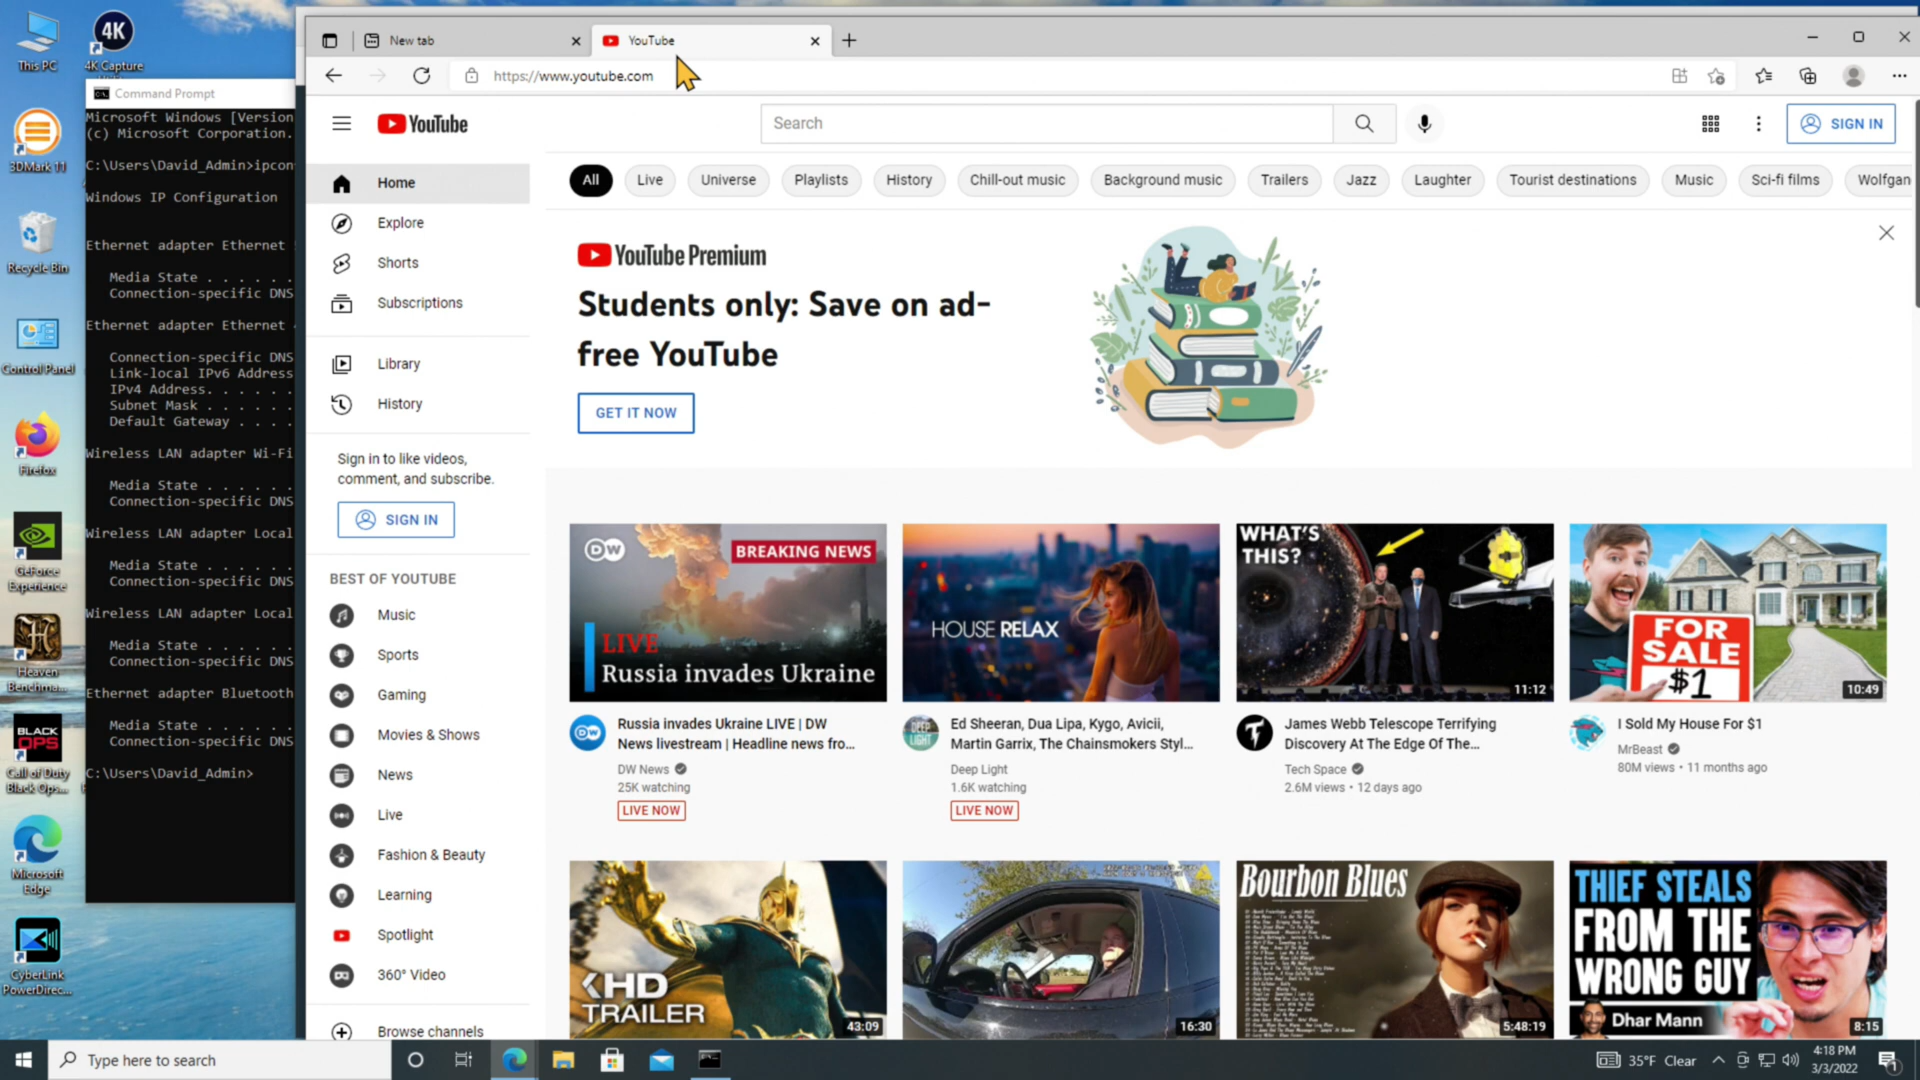 This PC
4K Capture
3DMark 11
Recycle Bin
Control Panel
Firefox
GeForce
Experience
Heaven
Benchma...
BLACK
OPS
Call of Duty
Black Ops...
Microsoft
Edge
CyberLink
PowerDirec...
Command Prompt
Microsoft Windows [Version
(c) Microsoft Corporation.
C:\Users\David_Admin>ipcon
Windows IP Configuration
Ethernet adapter Ethernet
Media State . . . . . .
Connection-specific DNS
Ethernet adapter Ethernet
Connection-specific DNS
Link-local IPv6 Address
IPv4 Address. . . . . .
Subnet Mask . . . . . .
Default Gateway . . . .
Wireless LAN adapter Wi-Fi
Media State . . . . . .
Connection-specific DNS
Wireless LAN adapter Local
Media State . . . . . .
Connection-specific DNS
Wireless LAN adapter Local
Media State . . . . . .
Connection-specific DNS
Ethernet adapter Bluetooth
Media State . . . . . .
Connection-specific DNS
C:\Users\David_Admin>
New tab
YouTube
https://www.youtube.com
YouTube
Search
SIGN IN
Home
Explore
Shorts
Subscriptions
Library
History
Sign in to like videos,
comment, and subscribe.
SIGN IN
BEST OF YOUTUBE
Music
Sports
Gaming
Movies & Shows
News
Live
Fashion & Beauty
Learning
Spotlight
360° Video
Browse channels
All Live Universe Playlists History Chill-out music Background music Trailers Jazz Laughter Tourist destinations Music Sci-fi films Wolfgan
YouTube Premium
Students only: Save on ad-
free YouTube
GET IT NOW
DW
BREAKING NEWS
LIVE
Russia invades Ukraine
Russia invades Ukraine LIVE | DW
News livestream | Headline news fro...
DW News
25K watching
LIVE NOW
HOUSE RELAX
DEEP
LIGHT
Ed Sheeran, Dua Lipa, Kygo, Avicii,
Martin Garrix, The Chainsmokers Styl...
Deep Light
1.6K watching
LIVE NOW
WHAT'S
THIS?
11:12
James Webb Telescope Terrifying
Discovery At The Edge Of The...
Tech Space
2.6M views • 12 days ago
FOR
SALE
$1
10:49
I Sold My House For $1
MrBeast
80M views • 11 months ago
KHD
TRAILER
43:09
16:30
Bourbon Blues
5:48:19
THIEF STEALS
FROM THE
WRONG GUY
Dhar Mann
8:15
Type here to search
35°F Clear
4:18 PM
3/3/2022
1